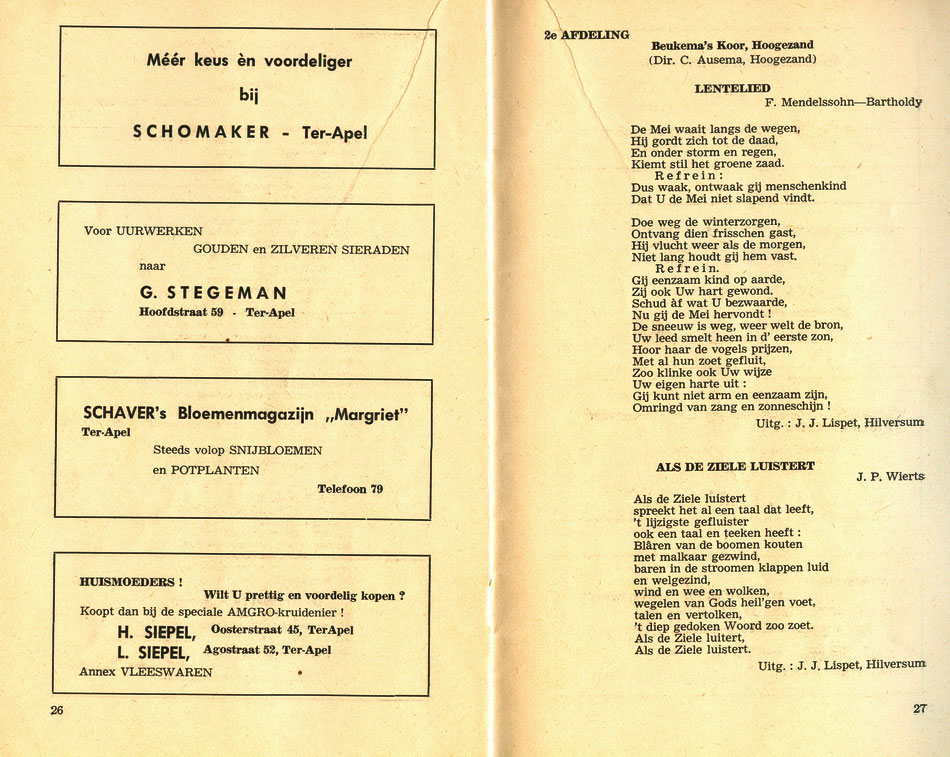 Méér keus èn voordeliger
bij
SCHOMAKER - Ter-Apel
Voor UURWERKEN
GOUDEN en ZILVEREN SIERADEN
naar
G. STEGEMAN
Hoofdstraat 59 - Ter-Apel
SCHAVER's Bloemenmagazijn „Margriet”
Ter-Apel
Steeds volop SNIJBLOEMEN
en POTPLANTEN
Telefoon 79
HUISMOEDERS !
Wilt U prettig en voordelig kopen ?
Koopt dan bij de speciale AMGRO-kruidenier !
H. SIEPEL, Oosterstraat 45, TerApel
L. SIEPEL, Agostraat 52, Ter-Apel
Annex VLEESWAREN
26
2e AFDELING
Beukema's Koor, Hoogezand
(Dir. C. Ausema, Hoogezand)
LENTELIED
F. Mendelssohn—Bartholdy
De Mei waait langs de wegen,
Hij gordt zich tot de daad,
En onder storm en regen,
Kiemt stil het groene zaad.
Refrein :
Dus waak, ontwaak gij menschenkind
Dat U de Mei niet slapend vindt.
Doe weg de winterzorgen,
Ontvang dien frisschen gast,
Hij vlucht weer als de morgen,
Niet lang houdt gij hem vast.
Refrein.
Gij eenzaam kind op aarde,
Zij ook Uw hart gewond.
Schud àf wat U bezwaarde,
Nu gij de Mei hervondt !
De sneeuw is weg, weer welt de bron,
Uw leed smelt heen in d' eerste zon,
Hoor haar de vogels prijzen,
Met al hun zoet gefluit,
Zoo klinke ook Uw wijze
Uw eigen harte uit :
Gij kunt niet arm en eenzaam zijn,
Omringd van zang en zonneschijn !
Uitg. : J. J. Lispet, Hilversum
ALS DE ZIELE LUISTERT
J. P. Wierts
Als de Ziele luistert
spreekt het al een taal dat leeft,
't lijzigste gefluister
ook een taal en teeken heeft :
Blâren van de boomen kouten
met malkaar gezwind,
baren in de stroomen klappen luid
en welgezind,
wind en wee en wolken,
wegelen van Gods heil'gen voet,
talen en vertolken,
't diep gedoken Woord zoo zoet.
Als de Ziele luitert,
Als de Ziele luistert.
Uitg. : J. J. Lispet, Hilversum
27